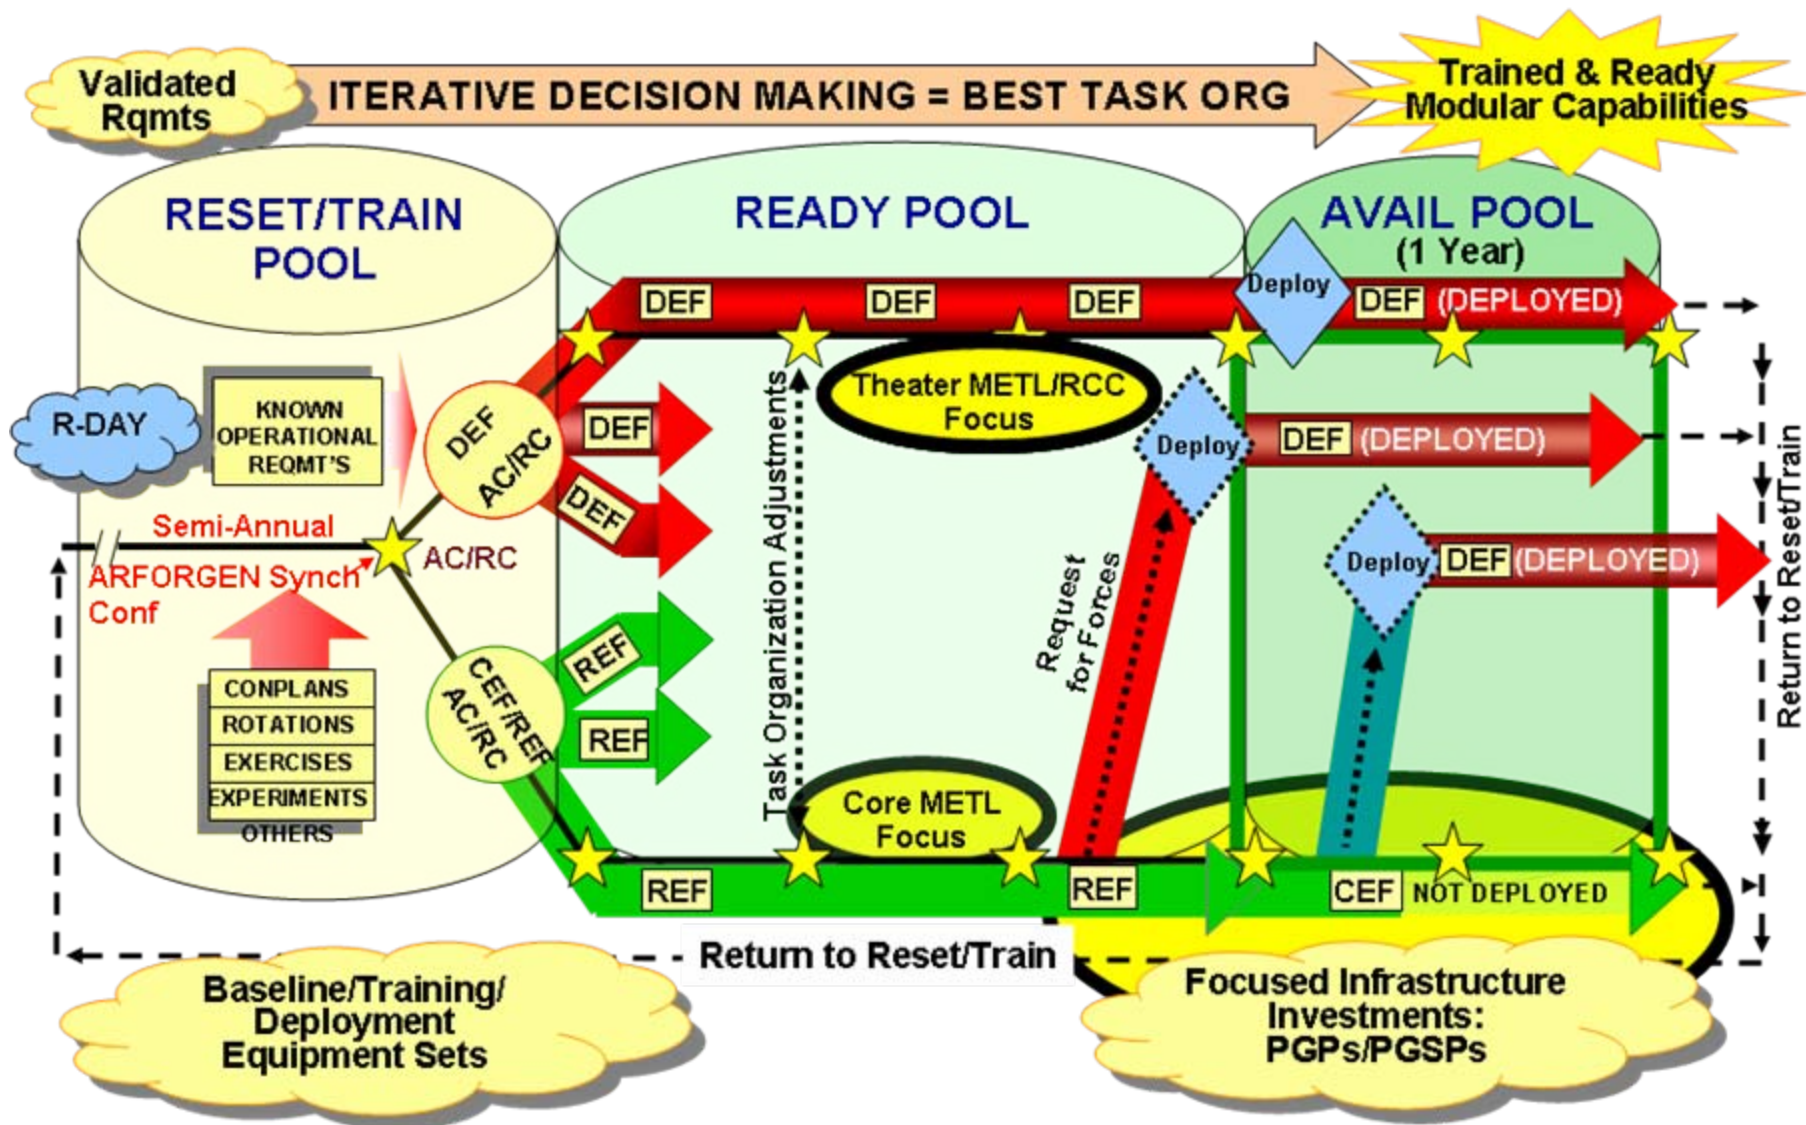 Validated
Rqmts
ITERATIVE DECISION MAKING = BEST TASK ORG
Trained & Ready
Modular Capabilities
RESET/TRAIN
POOL
READY POOL
AVAIL POOL
(1 Year)
DEF
DEF
DEF
Deploy
DEF (DEPLOYED)
R-DAY
KNOWN
OPERATIONAL
REQMT'S
DEF
AC/RC
DEF
DEF
Theater METL/RCC
Focus
Deploy
DEF (DEPLOYED)
Semi-Annual
ARFORGEN Synch
Conf
AC/RC
Task Organization Adjustments
Request
for Forces
Deploy
DEF (DEPLOYED)
Return to Reset/Train
CONPLANS
ROTATIONS
EXERCISES
EXPERIMENTS
OTHERS
CEF/REF
AC/RC
REF
REF
Core METL
Focus
REF
REF
CEF NOT DEPLOYED
Return to Reset/Train
Baseline/Training/
Deployment
Equipment Sets
Focused Infrastructure
Investments:
PGPs/PGSPs